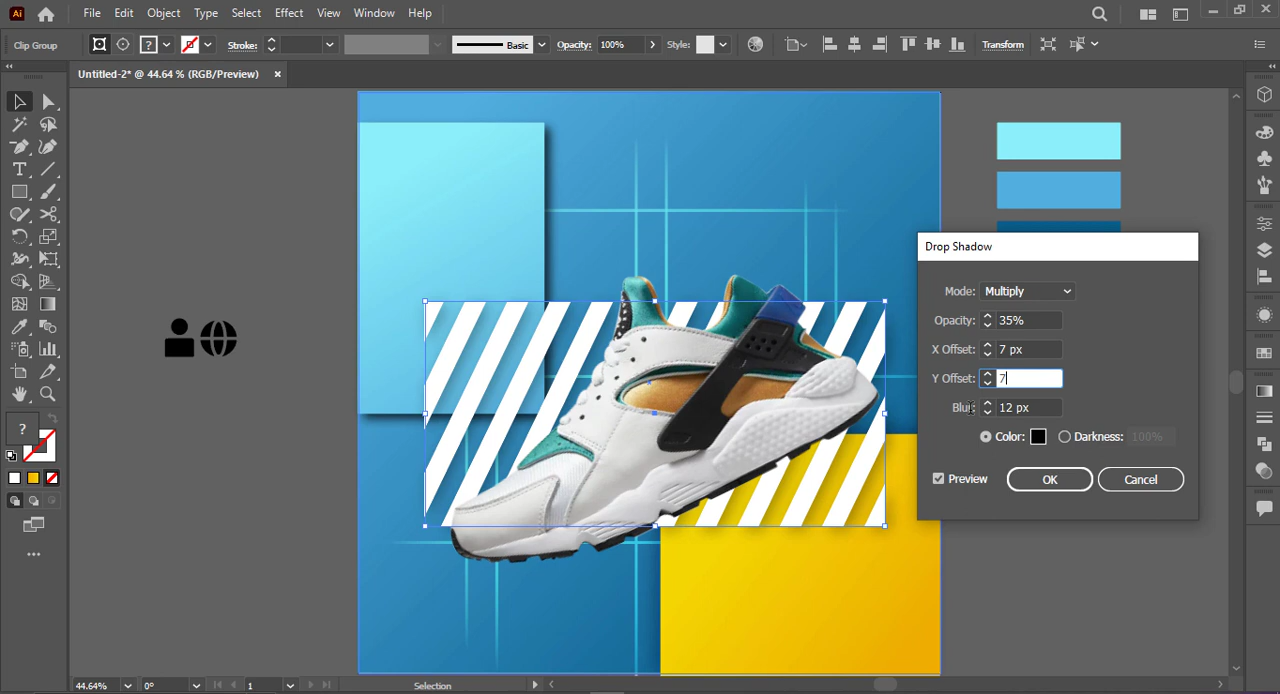 Ai File Edit Object Type Select Effect View Window Help
Clip Group ? Stroke: Basic Opacity: 100% Style: Transform
Untitled-2* @ 44.64 % (RGB/Preview) ×
T
Drop Shadow
Mode: Multiply
Opacity: 35%
X Offset: 7 px
Y Offset: 7
Blur: 12 px
Color: Darkness: 100%
?
Preview OK Cancel
44.64% 0° 1 Selection